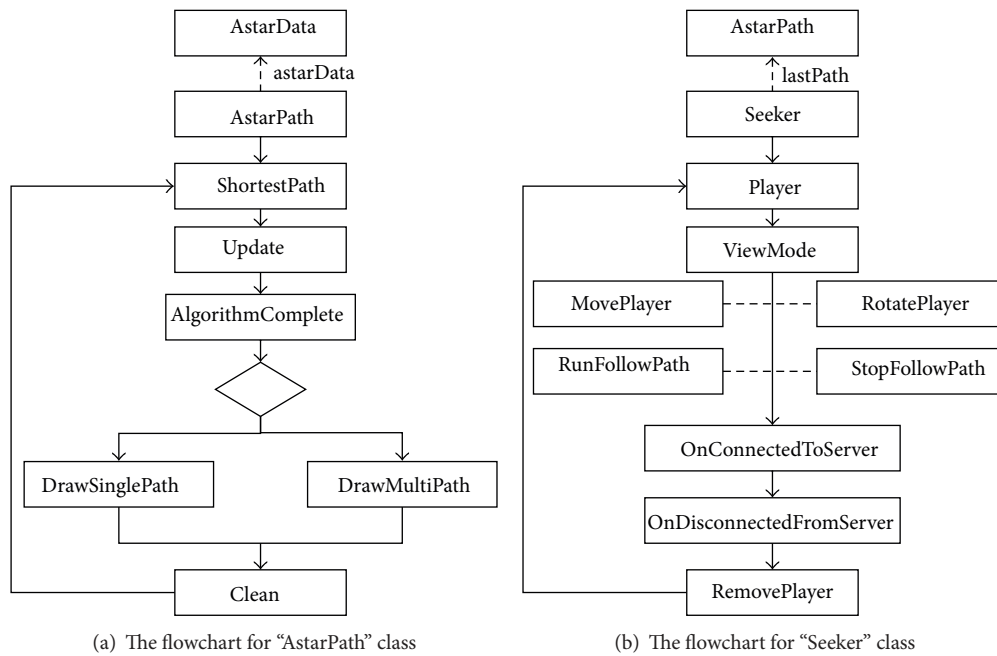 AstarData
astarData
AstarPath
ShortestPath
Update
AlgorithmComplete
DrawSinglePath
DrawMultiPath
Clean
(a) The flowchart for “AstarPath” class
AstarPath
lastPath
Seeker
Player
ViewMode
MovePlayer
RotatePlayer
RunFollowPath
StopFollowPath
OnConnectedToServer
OnDisconnectedFromServer
RemovePlayer
(b) The flowchart for “Seeker” class